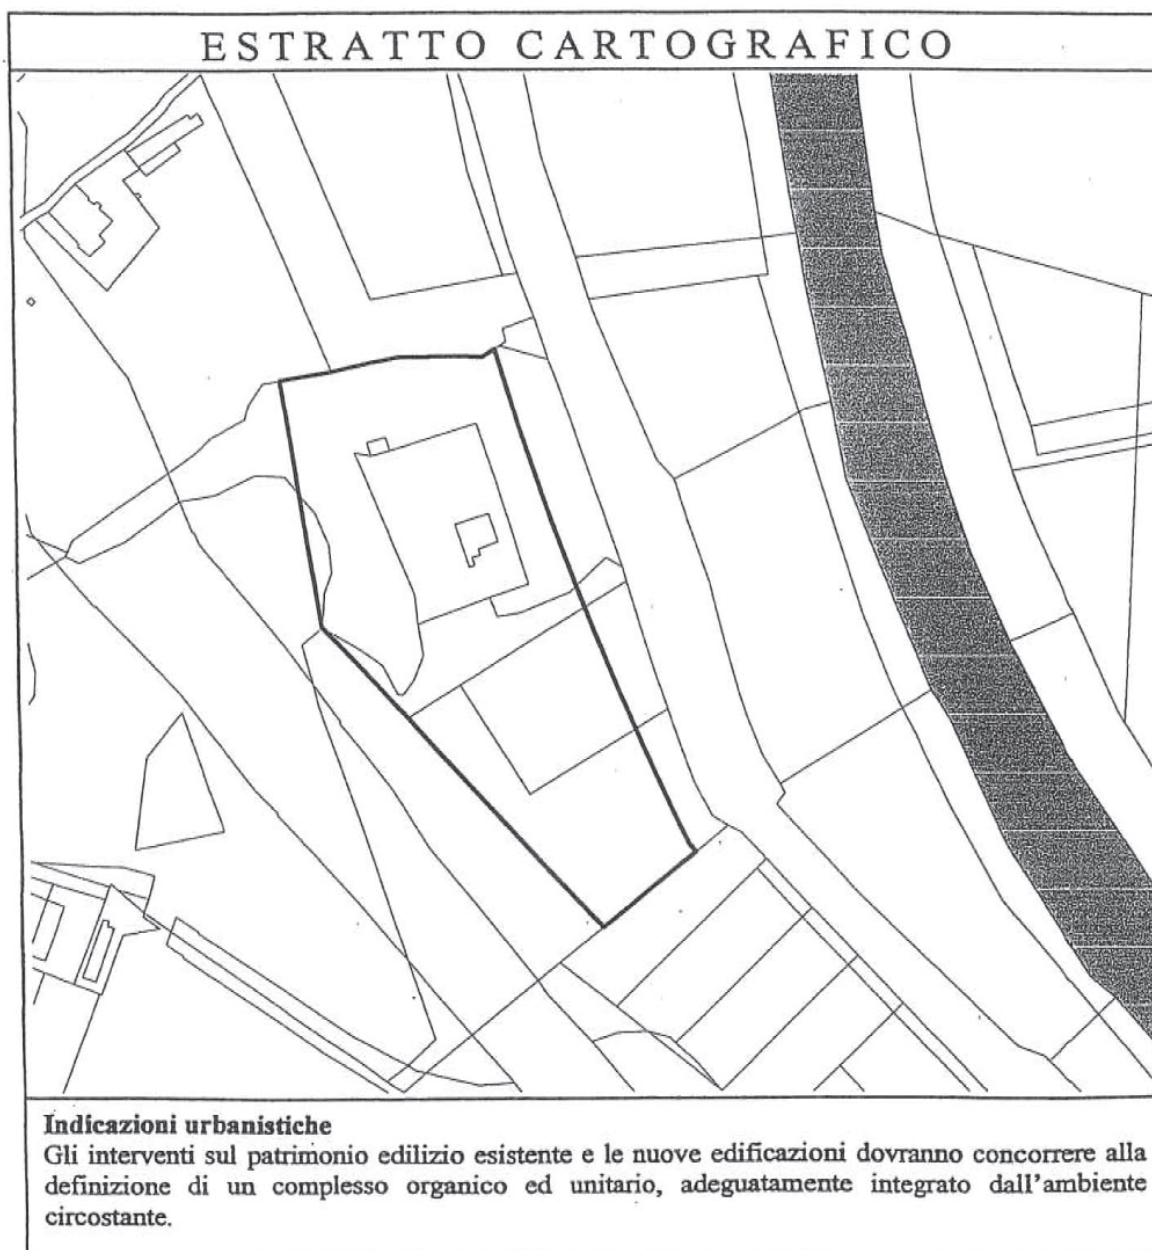 ESTRATTO CARTOGRAFICO
Indicazioni urbanistiche
Gli interventi sul patrimonio edilizio esistente e le nuove edificazioni dovranno concorrere alla
definizione di un complesso organico ed unitario, adeguatamente integrato dall'ambiente
circostante.